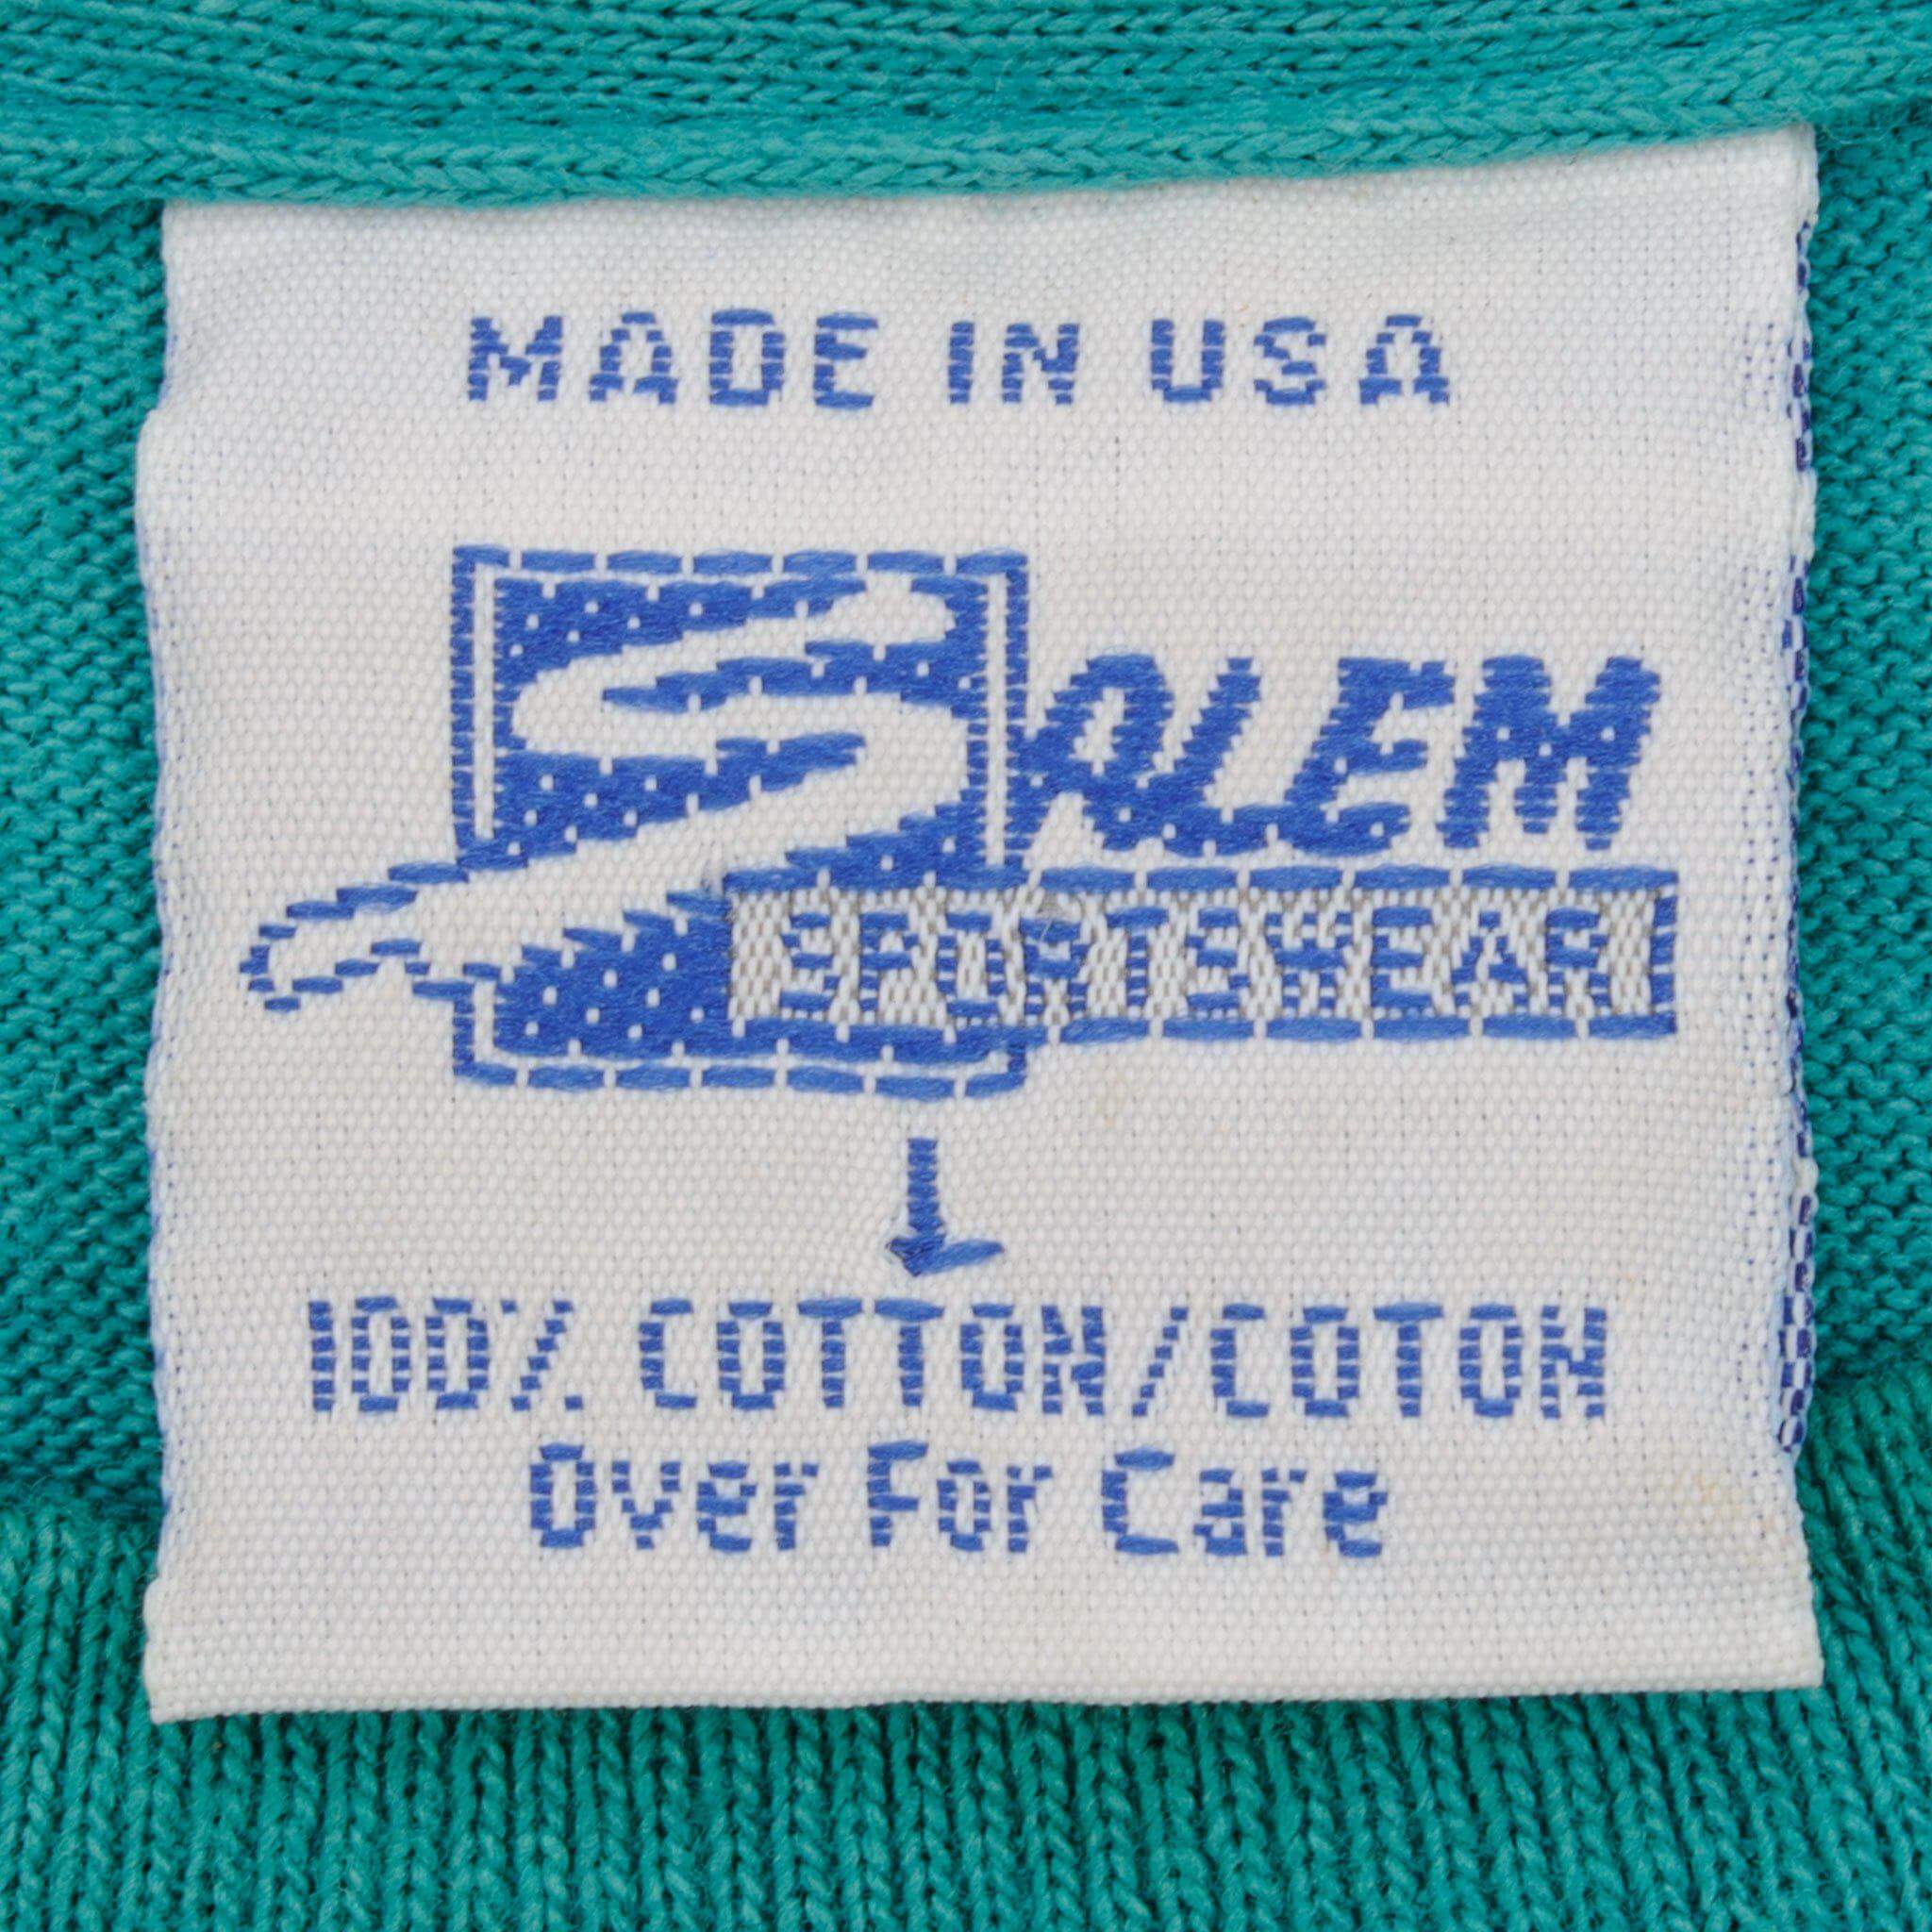 MADE IN USA
SALEM
SPORTSWEAR
L
100% COTTON/COTON
Over For Care